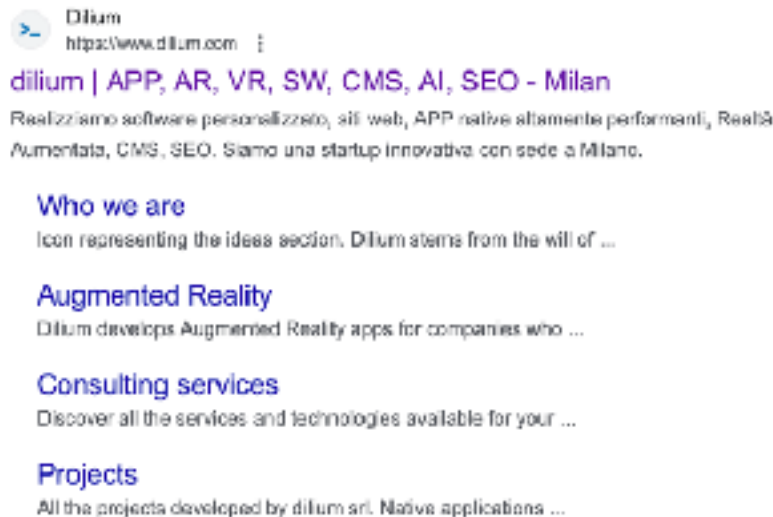 Dilium
https://www.dilium.com
dilium | APP, AR, VR, SW, CMS, AI, SEO - Milan
Realizziamo software personalizzato, siti web, APP native altamente performanti, Realtà
Aumentata, CMS, SEO. Siamo una startup innovativa con sede a Milano.
Who we are
Icon representing the ideas section. Dilium stems from the will of ...
Augmented Reality
Dilium develops Augmented Reality apps for companies who ...
Consulting services
Discover all the services and technologies available for your ...
Projects
All the projects developed by dilium srl. Native applications ...